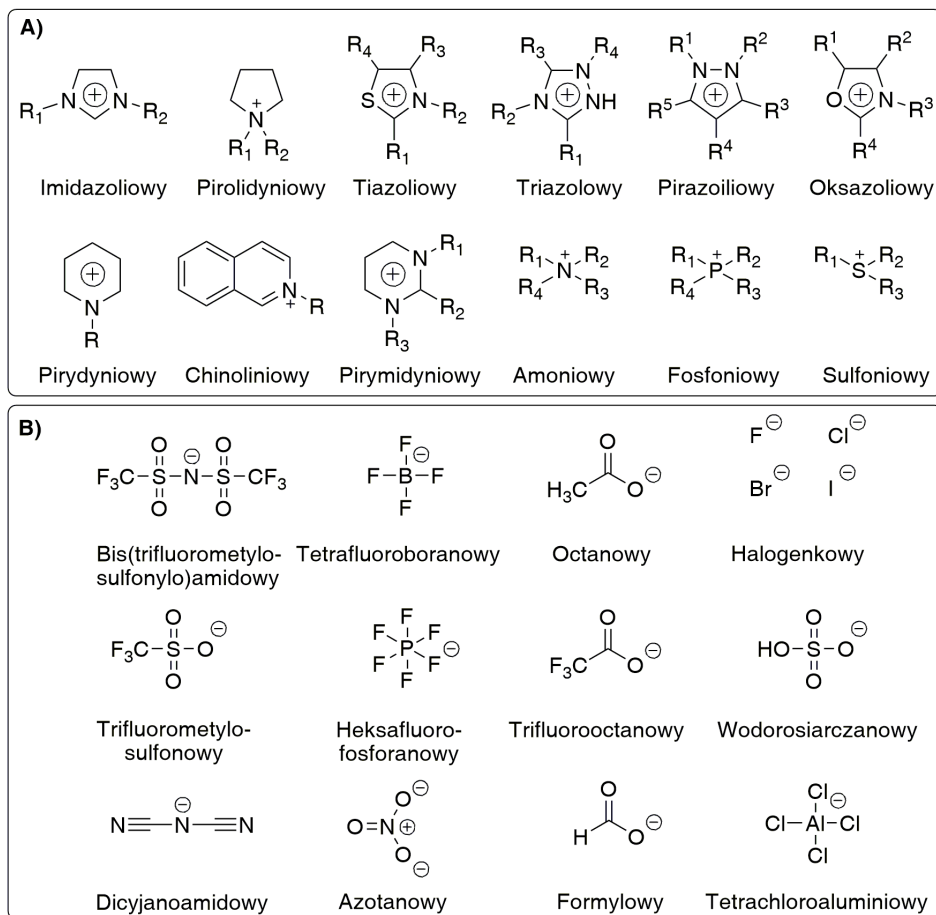 A)
R₁ N + N R₂
N + R₁ R₂
R₄ R₃ S + N R₂ R₁
R₃ R₄ N R₂ N + NH R₁
R¹ R² N N R⁵ + R³ R⁴
R¹ R² O + N R³ R⁴
Imidazoliowy Pirolidyniowy Tiazoliowy Triazolowy Pirazoiliowy Oksazoliowy
+ N R
N + R
N R₁ + N R₂ R₃
R₁ + R₂ N R₄ R₃
R₁ + R₂ P R₄ R₃
R₁ + R₂ S R₃
Pirydyniowy Chinoliniowy Pirymidyniowy Amoniowy Fosfoniowy Sulfoniowy
B)
O O
F₃C S N⊖ S CF₃
O O
F
F B⊖ F
F
O
H₃C O⊖
F⊖ Cl⊖
Br⊖ I⊖
Bis(trifluorometylo-
sulfonylo)amidowy
Tetrafluoroboranowy
Octanowy
Halogenkowy
O
F₃C S O⊖
O
F
F F
P⊖
F F
F
O
F₃C O⊖
O
HO S O⊖
O
Trifluorometylo-
sulfonowy
Heksafluoro-
fosforanowy
Trifluorooctanowy
Wodorosiarczanowy
N N⊖ N
O⊖
O=N⊕
O⊖
O
H O⊖
Cl
Cl Al⊖ Cl
Cl
Dicyjanoamidowy Azotanowy Formylowy Tetrachloroaluminiowy